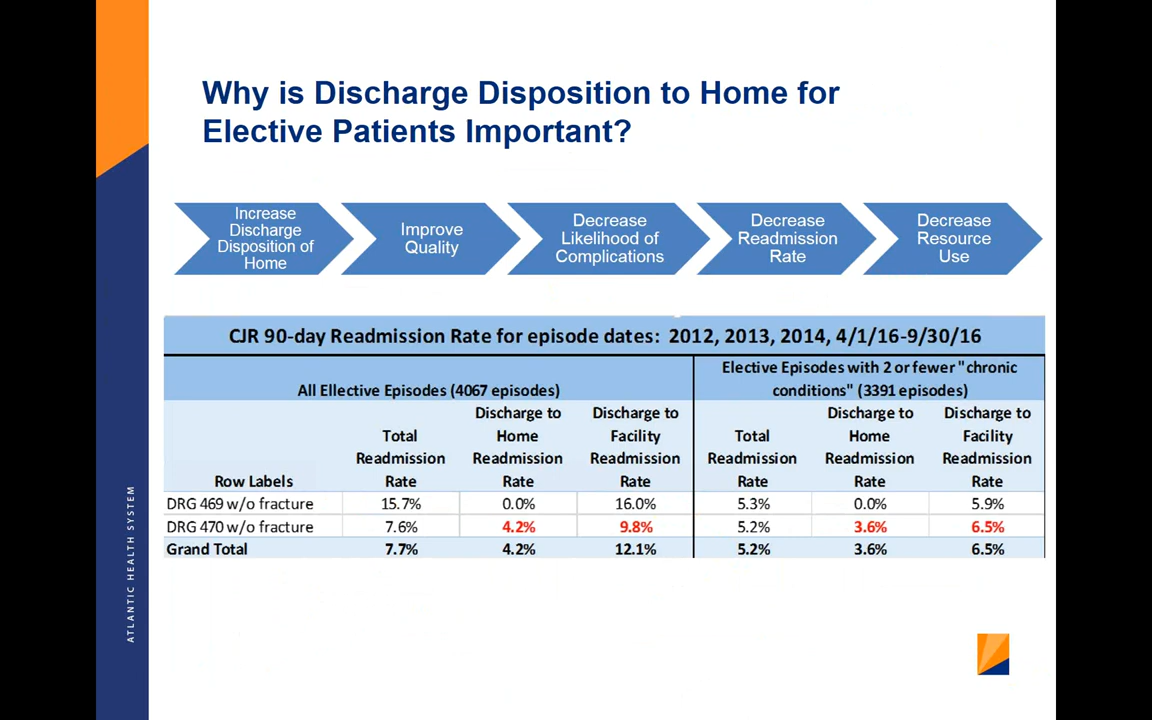 Why is Discharge Disposition to Home for
Elective Patients Important?
Increase
Discharge
Disposition of
Home
Improve
Quality
Decrease
Likelihood of
Complications
Decrease
Readmission
Rate
Decrease
Resource
Use
CJR 90-day Readmission Rate for episode dates: 2012, 2013, 2014, 4/1/16-9/30/16
All Ellective Episodes (4067 episodes)
Elective Episodes with 2 or fewer "chronic
conditions" (3391 episodes)
Row Labels
Total
Readmission
Rate
Discharge to
Home
Readmission
Rate
Discharge to
Facility
Readmission
Rate
Total
Readmission
Rate
Discharge to
Home
Readmission
Rate
Discharge to
Facility
Readmission
Rate
DRG 469 w/o fracture 15.7% 0.0% 16.0% 5.3% 0.0% 5.9%
DRG 470 w/o fracture 7.6% 4.2% 9.8% 5.2% 3.6% 6.5%
Grand Total 7.7% 4.2% 12.1% 5.2% 3.6% 6.5%
ATLANTIC HEALTH SYSTEM